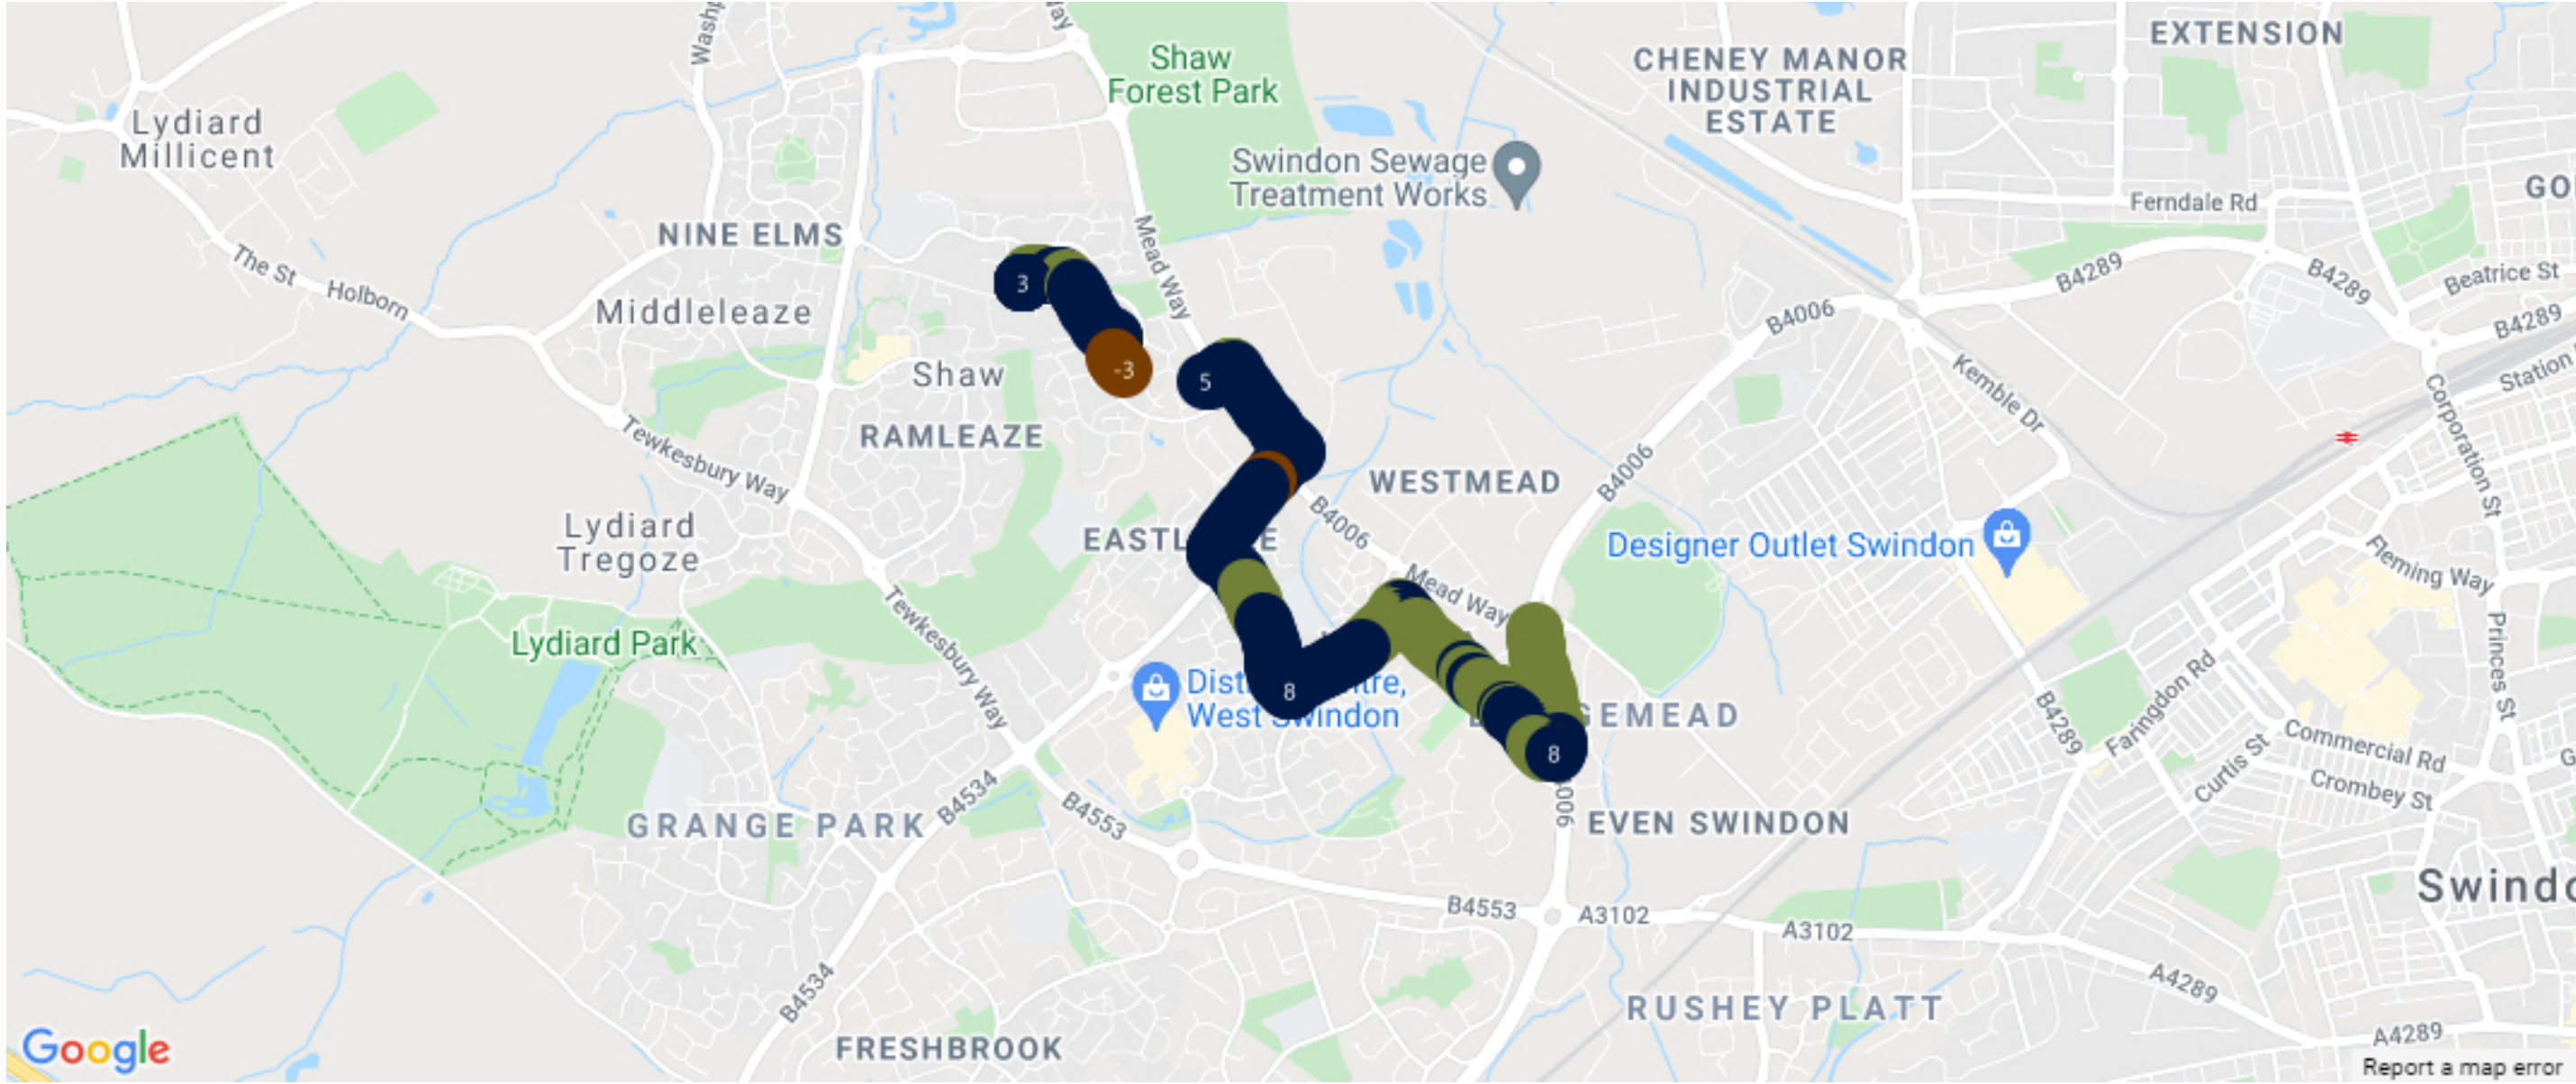 EXTENSION
Shaw
Forest Park
CHENEY MANOR
INDUSTRIAL
ESTATE
Lydiard
Millicent
Swindon Sewage
Treatment Works
Ferndale Rd
NINE ELMS
Mead Way
The St
Holborn
Middleleaze
3
B4289
B4289
Beatrice St
B4289
B4006
Station
Kemble Dr
Shaw
-3
5
Corporation St
RAMLEAZE
Tewkesbury Way
B4006
WESTMEAD
B4006
Lydiard
Tregoze
Designer Outlet Swindon
Fleming Way
Mead Way
Tewkesbury Way
Lydiard Park
Princes St
Faringdon Rd
8
West Swindon
B4289
Commercial Rd
8
Curtis St
Crombey St
B4534
B4553
GRANGE PARK
EVEN SWINDON
B4553
A3102
A3102
B4534
A4289
RUSHEY PLATT
FRESHBROOK
A4289
Google
Report a map error